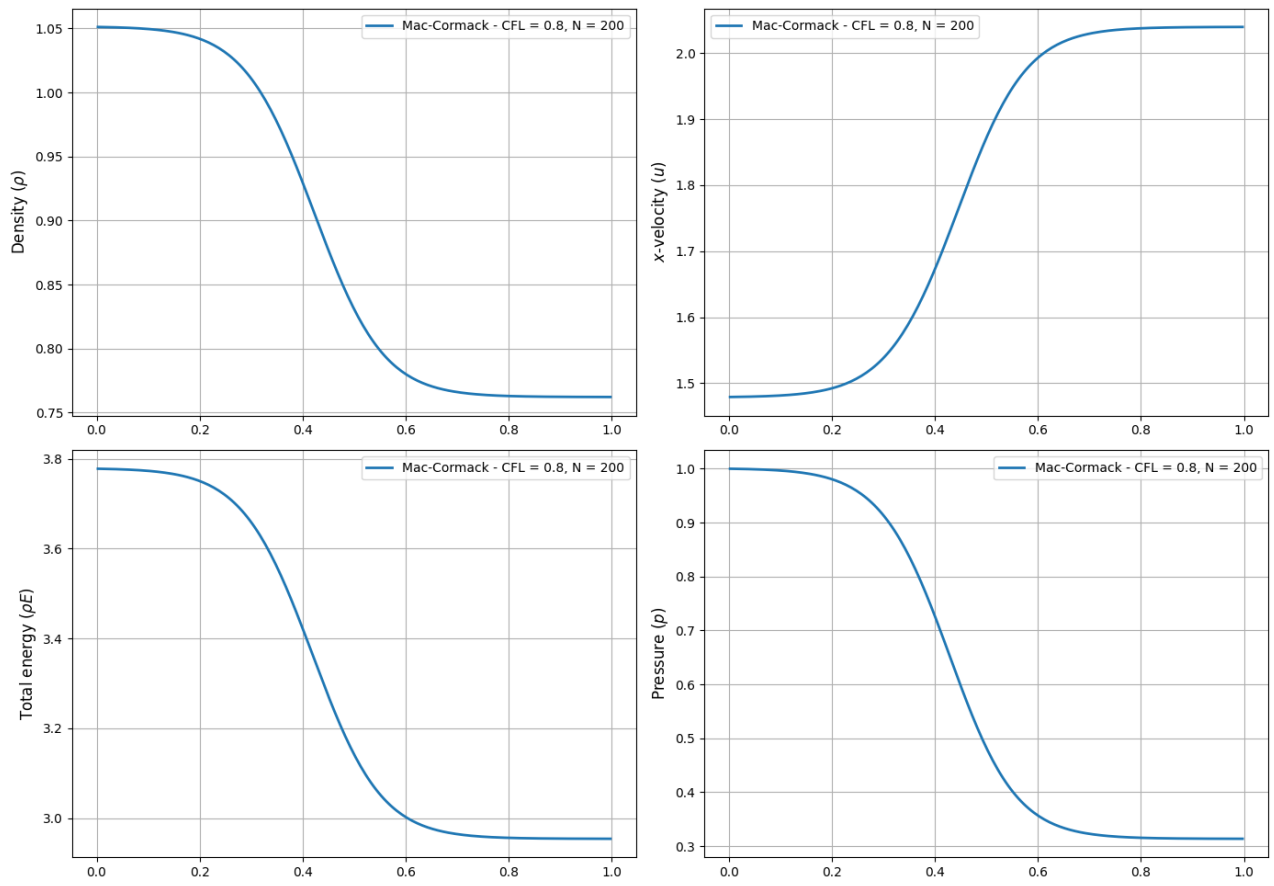 Mac-Cormack - CFL = 0.8, N = 200
Density (ρ)
1.05
1.00
0.95
0.90
0.85
0.80
0.75
0.0 0.2 0.4 0.6 0.8 1.0
Mac-Cormack - CFL = 0.8, N = 200
x-velocity (u)
2.0
1.9
1.8
1.7
1.6
1.5
0.0 0.2 0.4 0.6 0.8 1.0
Mac-Cormack - CFL = 0.8, N = 200
Total energy (ρE)
3.8
3.6
3.4
3.2
3.0
0.0 0.2 0.4 0.6 0.8 1.0
Mac-Cormack - CFL = 0.8, N = 200
Pressure (p)
1.0
0.9
0.8
0.7
0.6
0.5
0.4
0.3
0.0 0.2 0.4 0.6 0.8 1.0